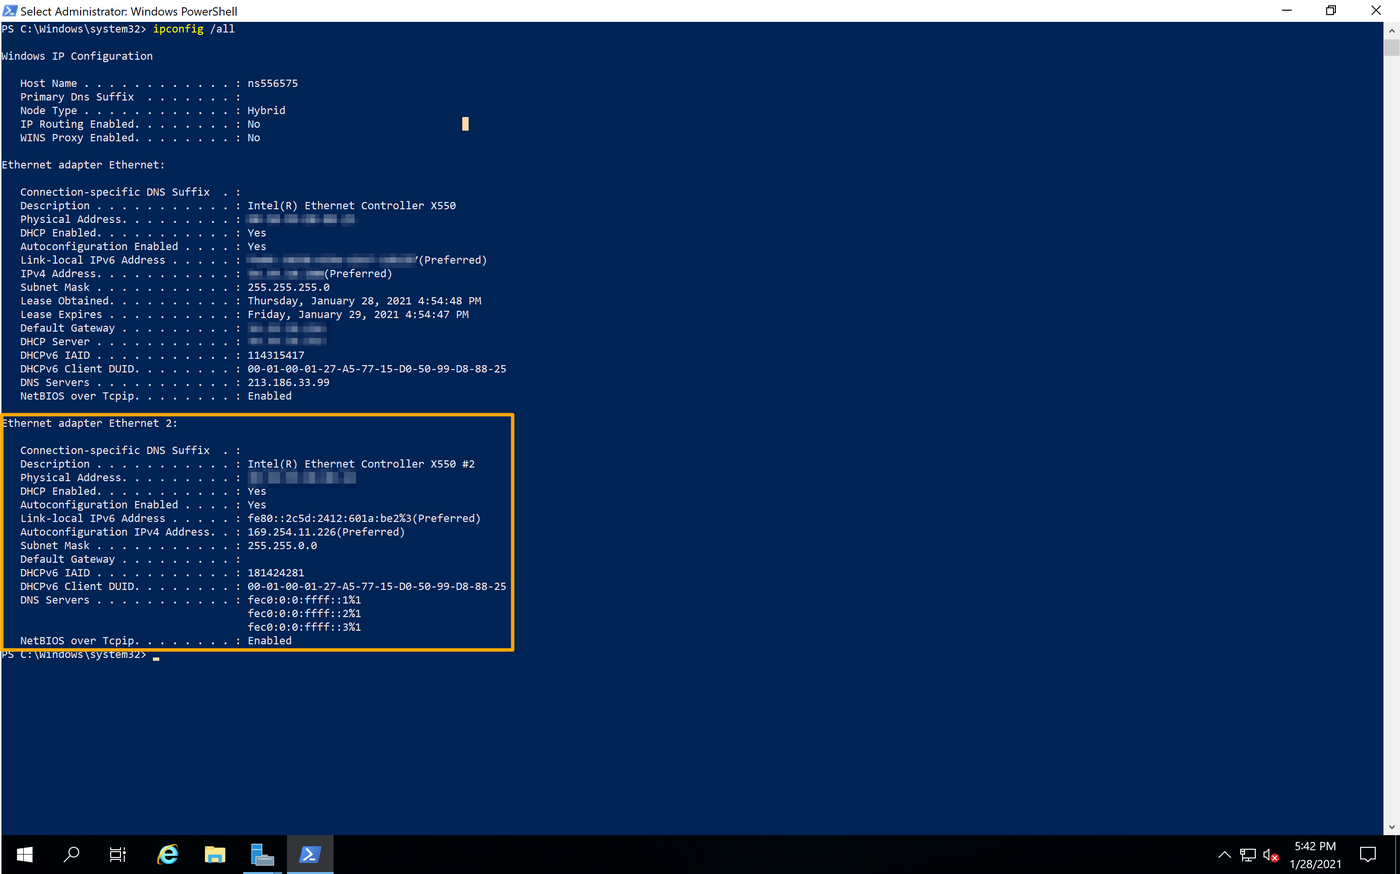 Select Administrator: Windows PowerShell
PS C:\Windows\system32> ipconfig /all
Windows IP Configuration
Host Name . . . . . . . . . . . . : ns556575
Primary Dns Suffix  . . . . . . . :
Node Type . . . . . . . . . . . . : Hybrid
IP Routing Enabled. . . . . . . . : No
WINS Proxy Enabled. . . . . . . . : No
Ethernet adapter Ethernet:
Connection-specific DNS Suffix  . :
Description . . . . . . . . . . . : Intel(R) Ethernet Controller X550
Physical Address. . . . . . . . . :
DHCP Enabled. . . . . . . . . . . : Yes
Autoconfiguration Enabled . . . . : Yes
Link-local IPv6 Address . . . . . : (Preferred)
IPv4 Address. . . . . . . . . . . : (Preferred)
Subnet Mask . . . . . . . . . . . : 255.255.255.0
Lease Obtained. . . . . . . . . . : Thursday, January 28, 2021 4:54:48 PM
Lease Expires . . . . . . . . . . : Friday, January 29, 2021 4:54:47 PM
Default Gateway . . . . . . . . . :
DHCP Server . . . . . . . . . . . :
DHCPv6 IAID . . . . . . . . . . . : 114315417
DHCPv6 Client DUID. . . . . . . . : 00-01-00-01-27-A5-77-15-D0-50-99-D8-88-25
DNS Servers . . . . . . . . . . . : 213.186.33.99
NetBIOS over Tcpip. . . . . . . . : Enabled
Ethernet adapter Ethernet 2:
Connection-specific DNS Suffix  . :
Description . . . . . . . . . . . : Intel(R) Ethernet Controller X550 #2
Physical Address. . . . . . . . . :
DHCP Enabled. . . . . . . . . . . : Yes
Autoconfiguration Enabled . . . . : Yes
Link-local IPv6 Address . . . . . : fe80::2c5d:2412:601a:be2%3(Preferred)
Autoconfiguration IPv4 Address. . : 169.254.11.226(Preferred)
Subnet Mask . . . . . . . . . . . : 255.255.0.0
Default Gateway . . . . . . . . . :
DHCPv6 IAID . . . . . . . . . . . : 181424281
DHCPv6 Client DUID. . . . . . . . : 00-01-00-01-27-A5-77-15-D0-50-99-D8-88-25
DNS Servers . . . . . . . . . . . : fec0:0:0:ffff::1%1
fec0:0:0:ffff::2%1
fec0:0:0:ffff::3%1
NetBIOS over Tcpip. . . . . . . . : Enabled
PS C:\Windows\system32>
5:42 PM
1/28/2021